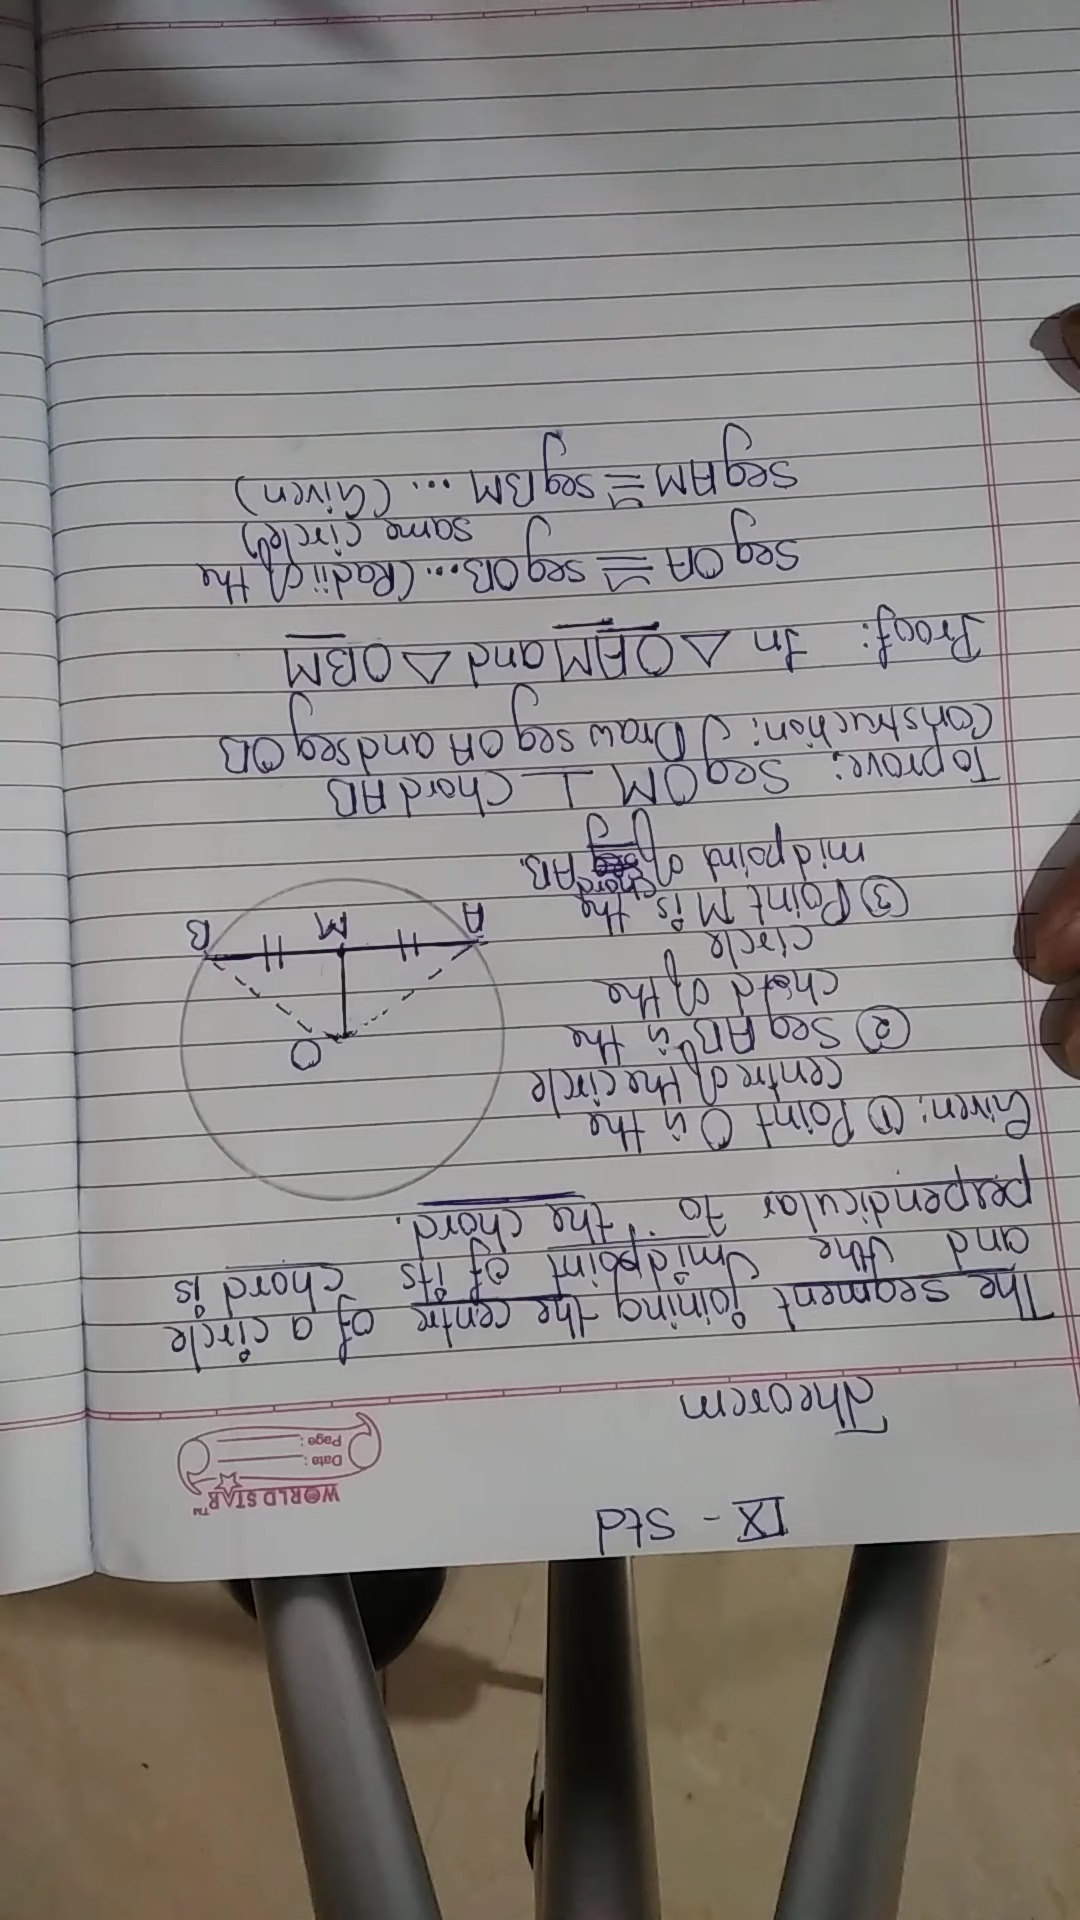 IX - Std
WORLD STAR™
Date :
Page :
Theorem
The segment joining the centre of a circle
and the midpoint of its chord is
perpendicular to the chord.
Given: ① Point O is the
centre of the circle
② Seg AB is the
chord of the
circle
③ Point M is the
midpoint of chord AB.
O
A M B
To prove: Seg OM ⊥ Chord AB
Construction: Draw seg OA and seg OB
Proof: In △ OAM and △ OBM
seg OA ≅ seg OB... (Radii of the
same circle)
seg AM ≅ seg BM ... (Given)